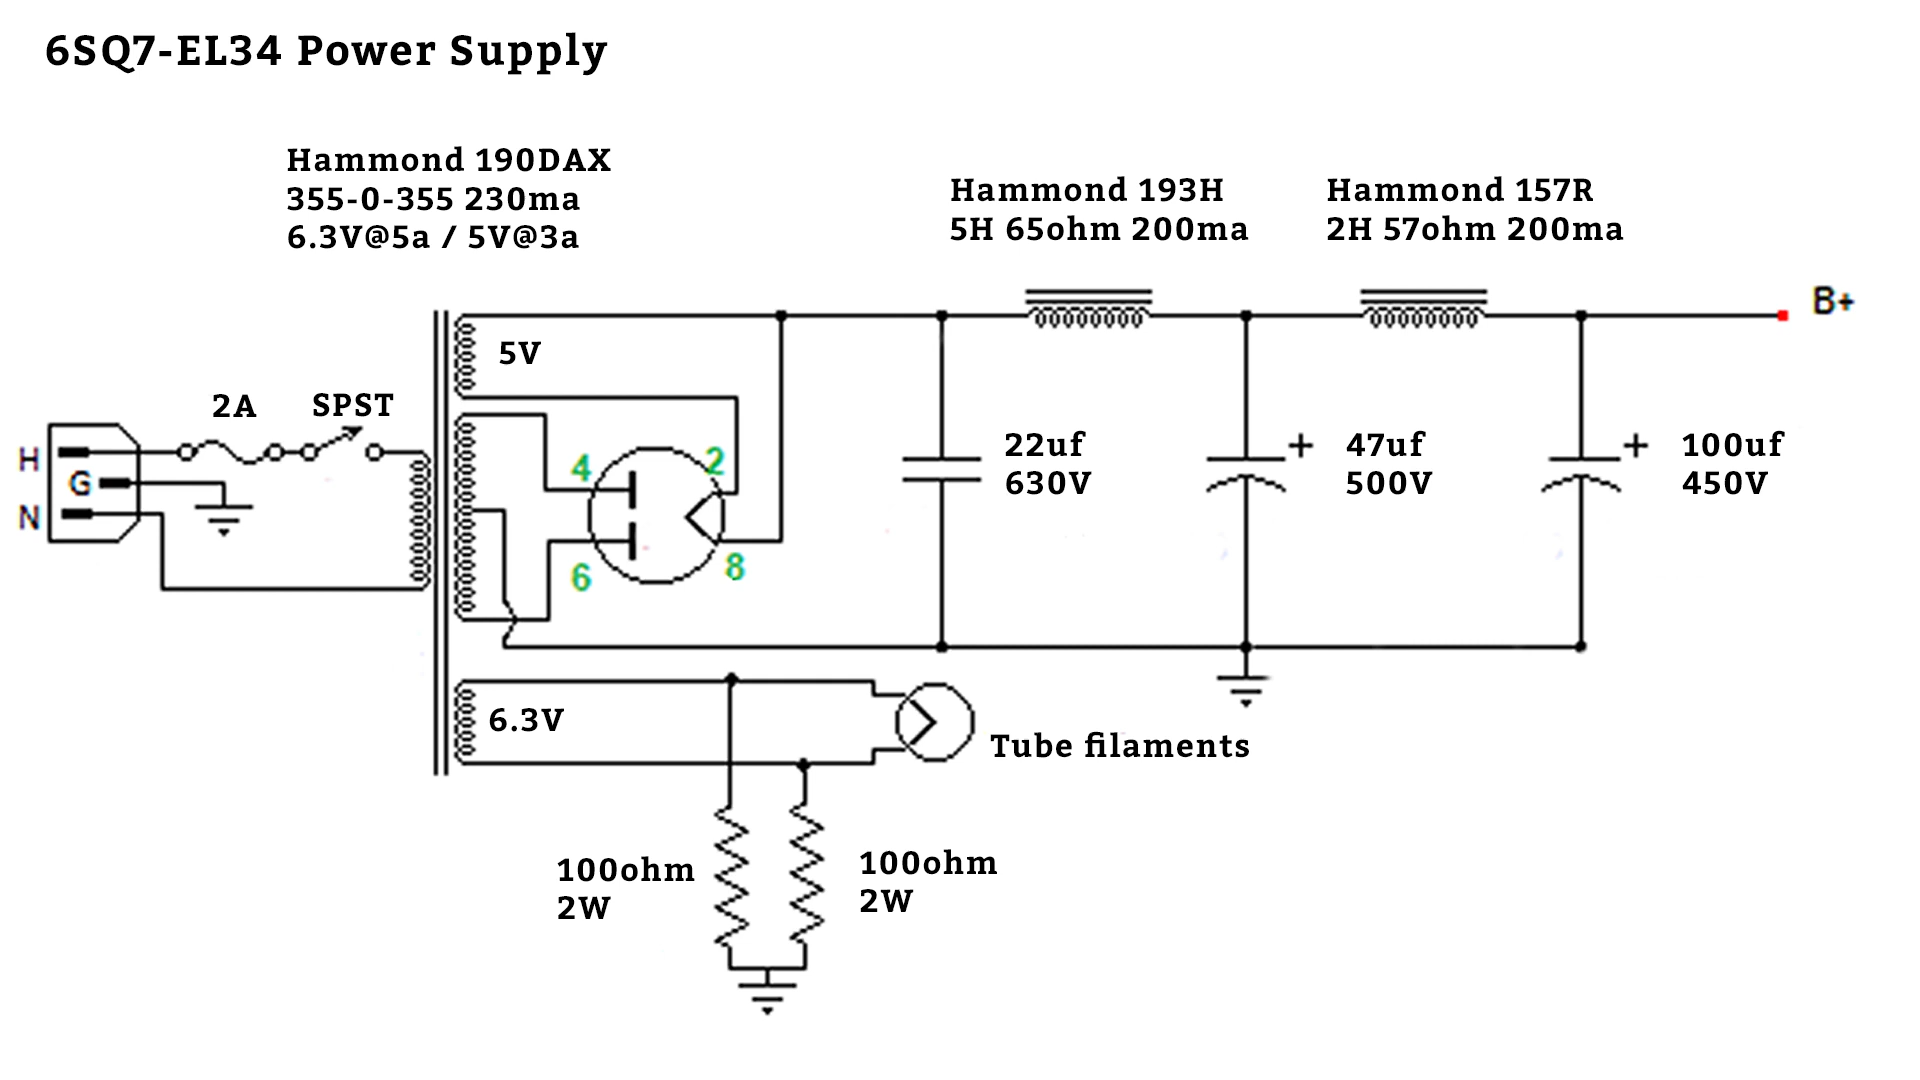 6SQ7-EL34 Power Supply
Hammond 190DAX
355-0-355 230ma
6.3V@5a / 5V@3a
Hammond 193H
5H 65ohm 200ma
Hammond 157R
2H 57ohm 200ma
B+
5V
2A
SPST
H
G
N
4
2
6
8
22uf
630V
+
47uf
500V
+
100uf
450V
6.3V
Tube filaments
100ohm
2W
100ohm
2W